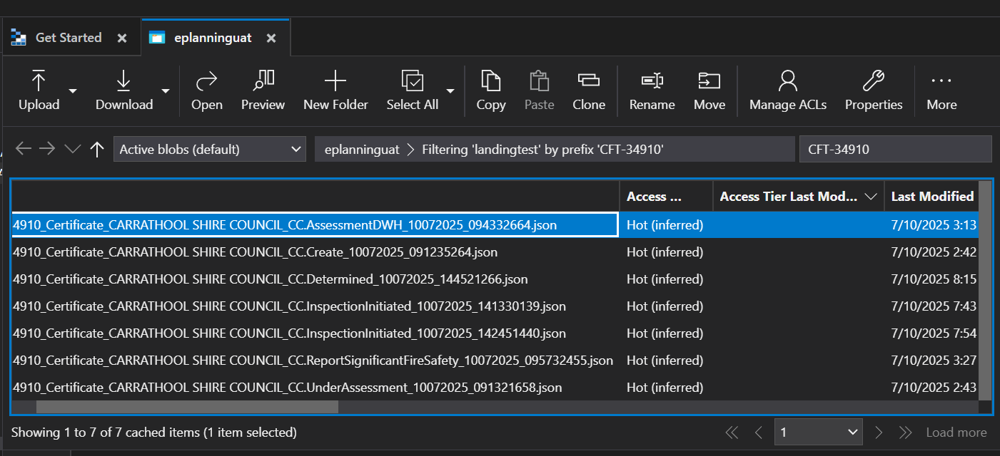 Get Started
eplanninguat
Upload
Download
Open
Preview
New Folder
Select All
Copy
Paste
Clone
Rename
Move
Manage ACLs
Properties
More
Active blobs (default)
eplanninguat > Filtering 'landingtest' by prefix 'CFT-34910'
CFT-34910
Access ... Access Tier Last Mod... Last Modified
4910_Certificate_CARRATHOOL SHIRE COUNCIL_CC.AssessmentDWH_10072025_094332664.json Hot (inferred) 7/10/2025 3:13
4910_Certificate_CARRATHOOL SHIRE COUNCIL_CC.Create_10072025_091235264.json Hot (inferred) 7/10/2025 2:42
4910_Certificate_CARRATHOOL SHIRE COUNCIL_CC.Determined_10072025_144521266.json Hot (inferred) 7/10/2025 8:15
4910_Certificate_CARRATHOOL SHIRE COUNCIL_CC.InspectionInitiated_10072025_141330139.json Hot (inferred) 7/10/2025 7:43
4910_Certificate_CARRATHOOL SHIRE COUNCIL_CC.InspectionInitiated_10072025_142451440.json Hot (inferred) 7/10/2025 7:54
4910_Certificate_CARRATHOOL SHIRE COUNCIL_CC.ReportSignificantFireSafety_10072025_095732455.json Hot (inferred) 7/10/2025 3:27
4910_Certificate_CARRATHOOL SHIRE COUNCIL_CC.UnderAssessment_10072025_091321658.json Hot (inferred) 7/10/2025 2:43
Showing 1 to 7 of 7 cached items (1 item selected)
1
Load more